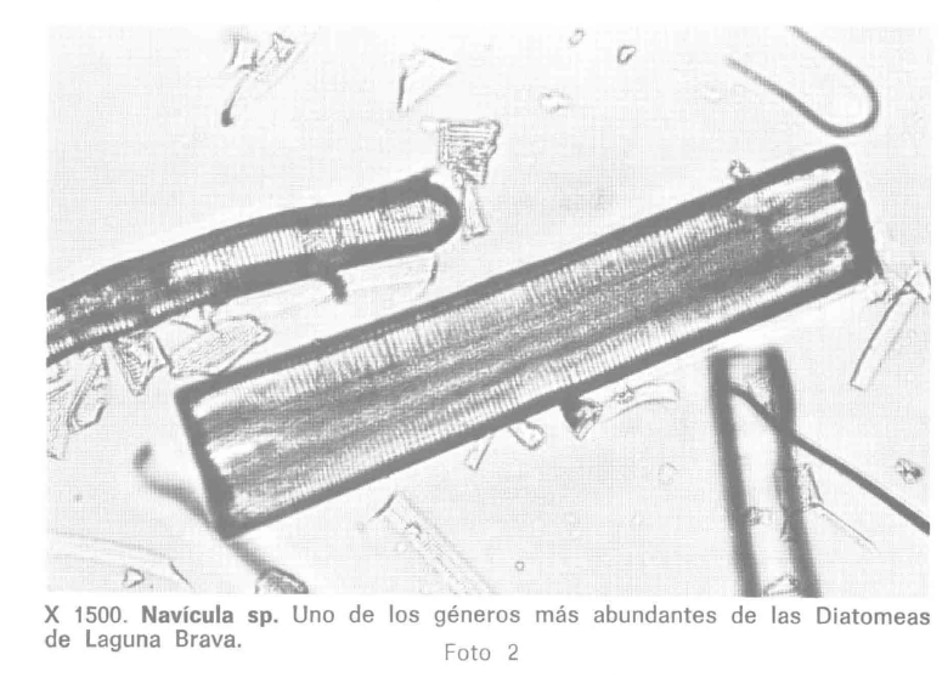 X 1500. Navícula sp. Uno de los géneros más abundantes de las Diatomeas
de Laguna Brava.
Foto 2